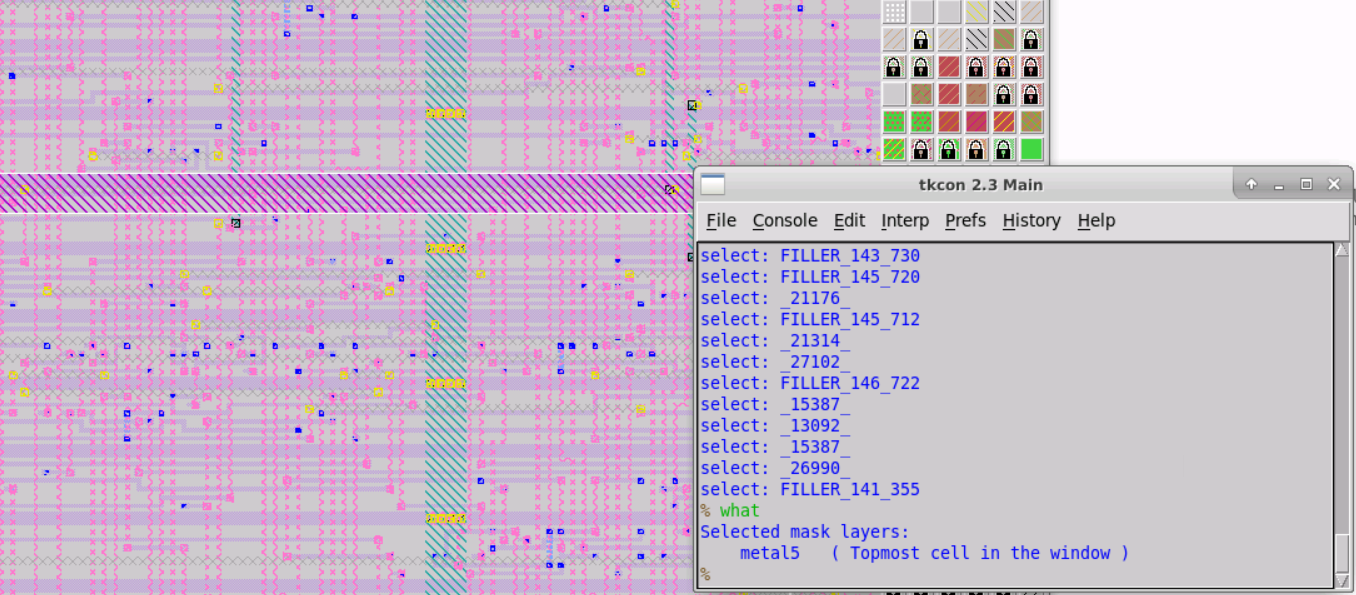 tkcon 2.3 Main
File Console Edit Interp Prefs History Help
select: FILLER_143_730
select: FILLER_145_720
select: _21176_
select: FILLER_145_712
select: _21314_
select: _27102_
select: FILLER_146_722
select: _15387_
select: _13092_
select: _15387_
select: _26990_
select: FILLER_141_355
% what
Selected mask layers:
metal5 ( Topmost cell in the window )
%